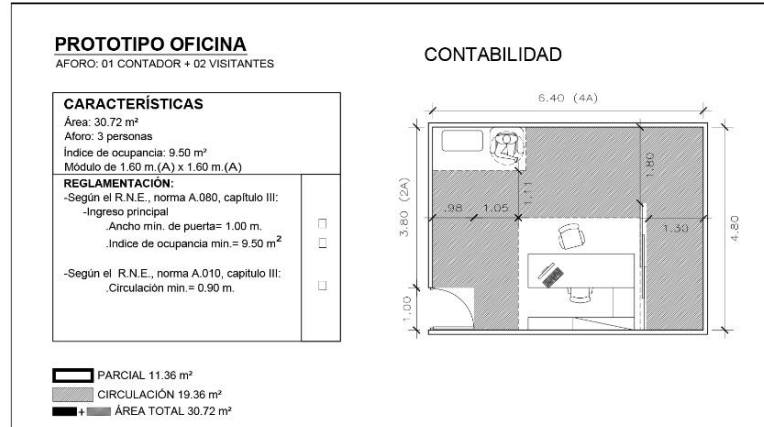 PROTOTIPO OFICINA
AFORO: 01 CONTADOR + 02 VISITANTES
CONTABILIDAD
CARACTERÍSTICAS
Área: 30.72 m²
Aforo: 3 personas
Índice de ocupancia: 9.50 m²
Módulo de 1.60 m.(A) x 1.60 m.(A)
REGLAMENTACIÓN:
-Según el R.N.E., norma A.080, capítulo III:
-Ingreso principal
.Ancho mín. de puerta= 1.00 m.
.Indice de ocupancia min.= 9.50 m²
-Según el R.N.E., norma A.010, capitulo III:
.Circulación min.= 0.90 m.
PARCIAL 11.36 m²
CIRCULACIÓN 19.36 m²
+ ÁREA TOTAL 30.72 m²
6.40 (4A)
3.80 (2A)
1.00
.98
1.05
1.11
1.80
1.30
4.80